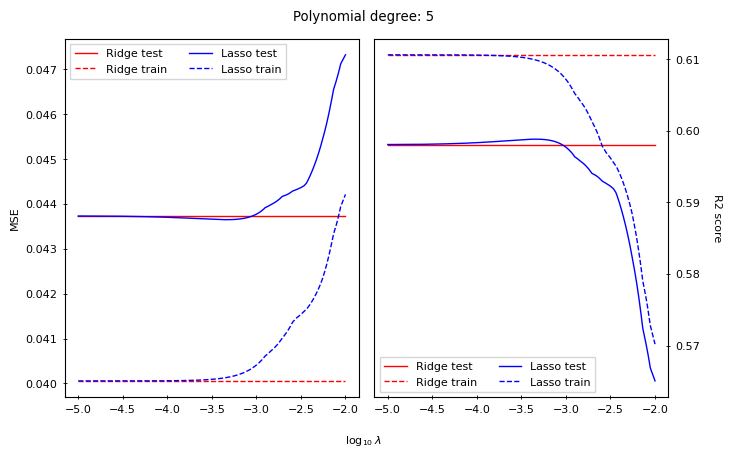 Polynomial degree: 5
Ridge test
Ridge train
Lasso test
Lasso train
0.047
0.046
0.045
0.044
0.043
0.042
0.041
0.040
MSE
−5.0 −4.5 −4.0 −3.5 −3.0 −2.5 −2.0
Ridge test
Ridge train
Lasso test
Lasso train
0.61
0.60
0.59
0.58
0.57
R2 score
−5.0 −4.5 −4.0 −3.5 −3.0 −2.5 −2.0
log₁₀ λ